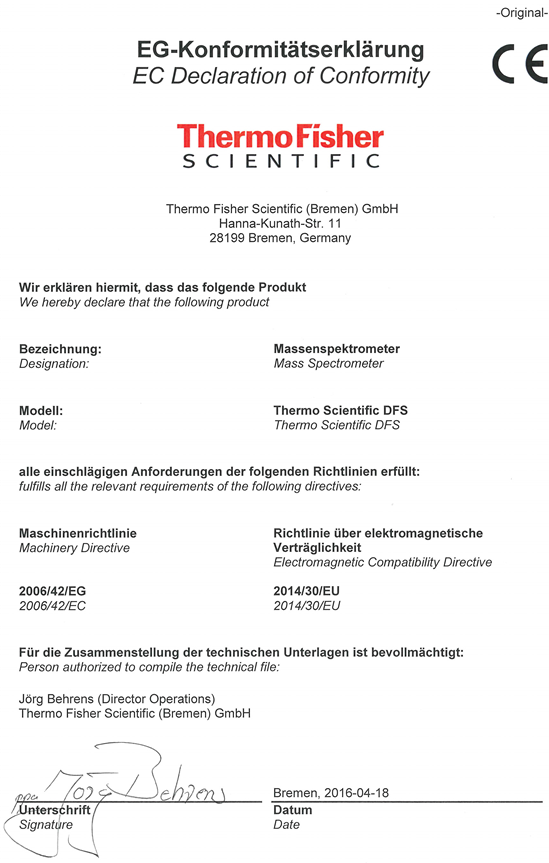 -Original-
EG-Konformitätserklärung
EC Declaration of Conformity
CE
ThermoFisher
SCIENTIFIC
Thermo Fisher Scientific (Bremen) GmbH
Hanna-Kunath-Str. 11
28199 Bremen, Germany
Wir erklären hiermit, dass das folgende Produkt
We hereby declare that the following product
Bezeichnung:
Designation:
Massenspektrometer
Mass Spectrometer
Modell:
Model:
Thermo Scientific DFS
Thermo Scientific DFS
alle einschlägigen Anforderungen der folgenden Richtlinien erfüllt:
fulfills all the relevant requirements of the following directives:
Maschinenrichtlinie
Machinery Directive
Richtlinie über elektromagnetische
Verträglichkeit
Electromagnetic Compatibility Directive
2006/42/EG
2006/42/EC
2014/30/EU
2014/30/EU
Für die Zusammenstellung der technischen Unterlagen ist bevollmächtigt:
Person authorized to compile the technical file:
Jörg Behrens (Director Operations)
Thermo Fisher Scientific (Bremen) GmbH
ppa Jörg Behrens
Unterschrift
Signature
Bremen, 2016-04-18
Datum
Date